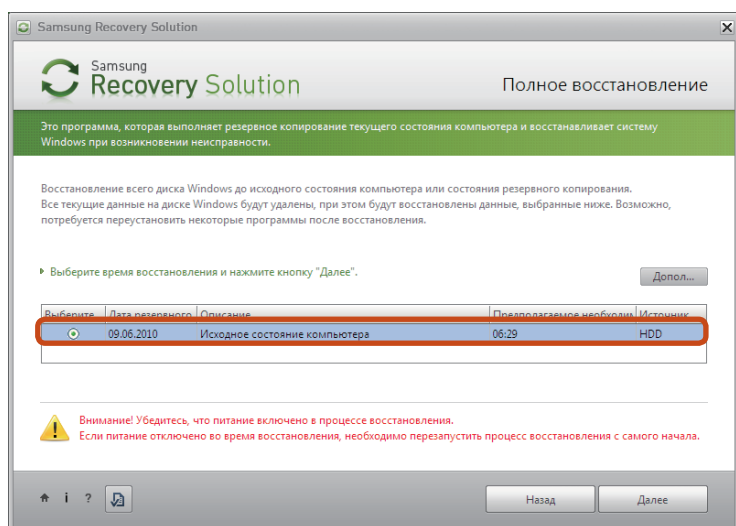 Samsung Recovery Solution
Samsung
Recovery Solution
Полное восстановление
Это программа, которая выполняет резервное копирование текущего состояния компьютера и восстанавливает систему
Windows при возникновении неисправности.
Восстановление всего диска Windows до исходного состояния компьютера или состояния резервного копирования.
Все текущие данные на диске Windows будут удалены, при этом будут восстановлены данные, выбранные ниже. Возможно,
потребуется переустановить некоторые программы после восстановления.
Выберите время восстановления и нажмите кнопку "Далее".
Допол...
Выберите Дата резервного Описание Предполагаемое необходим Источник
09.06.2010 Исходное состояние компьютера 06:29 HDD
Внимание! Убедитесь, что питание включено в процессе восстановления.
Если питание отключено во время восстановления, необходимо перезапустить процесс восстановления с самого начала.
i ? Назад Далее